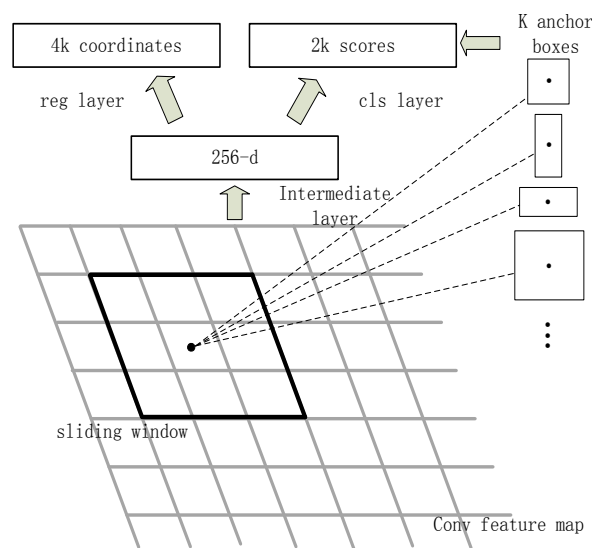 4k coordinates
2k scores
K anchor
boxes
reg layer
cls layer
256-d
Intermediate
layer
sliding window
Conv feature map